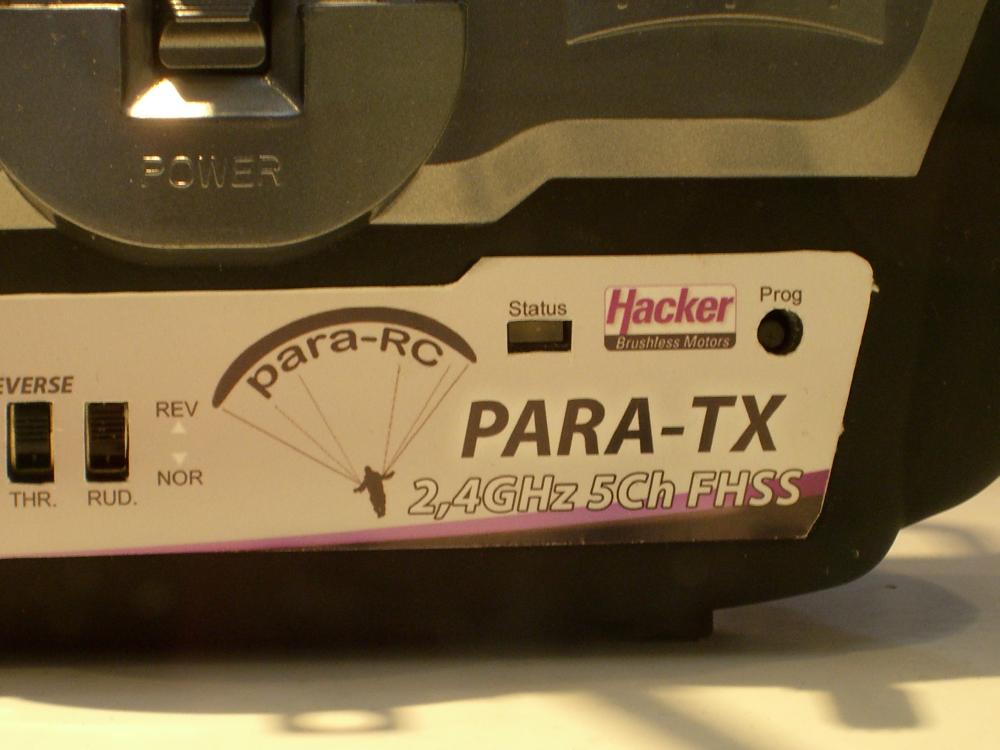 POWER
Status
Hacker
Brushless Motors
Prog
para-RC
EVERSE
REV
NOR
THR.
RUD.
PARA-TX
2,4GHz 5Ch FHSS